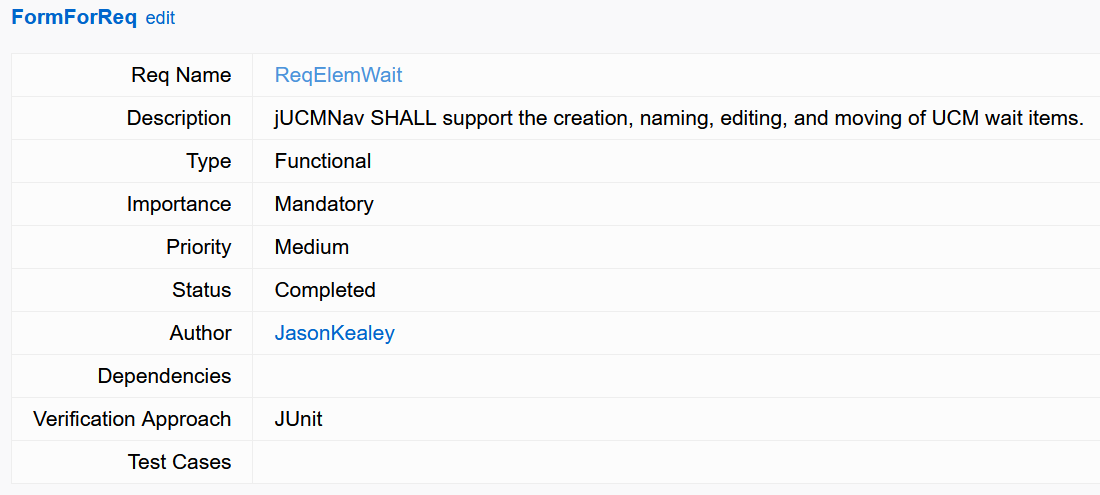 FormForReq edit
Req Name ReqElemWait
Description jUCMNav SHALL support the creation, naming, editing, and moving of UCM wait items.
Type Functional
Importance Mandatory
Priority Medium
Status Completed
Author JasonKealey
Dependencies
Verification Approach JUnit
Test Cases